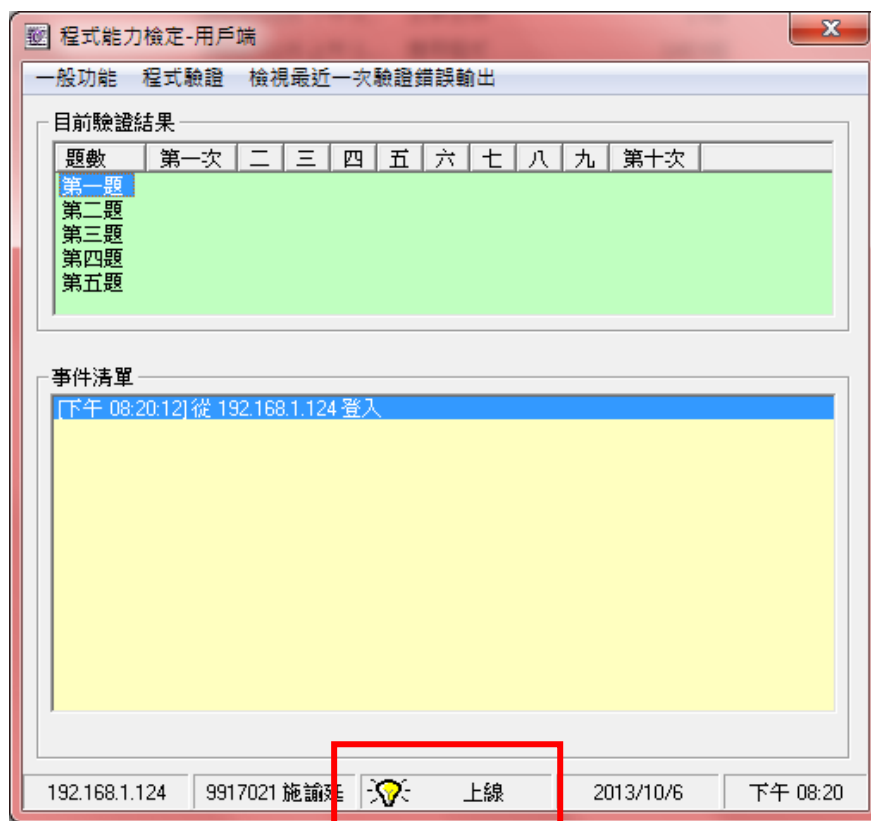 程式能力檢定-用戶端
一般功能 程式驗證 檢視最近一次驗證錯誤輸出
目前驗證結果
題數 第一次 二 三 四 五 六 七 八 九 第十次
第一題
第二題
第三題
第四題
第五題
事件清單
[下午 08:20:12] 從 192.168.1.124 登入
192.168.1.124 9917021 施諭延 上線 2013/10/6 下午 08:20